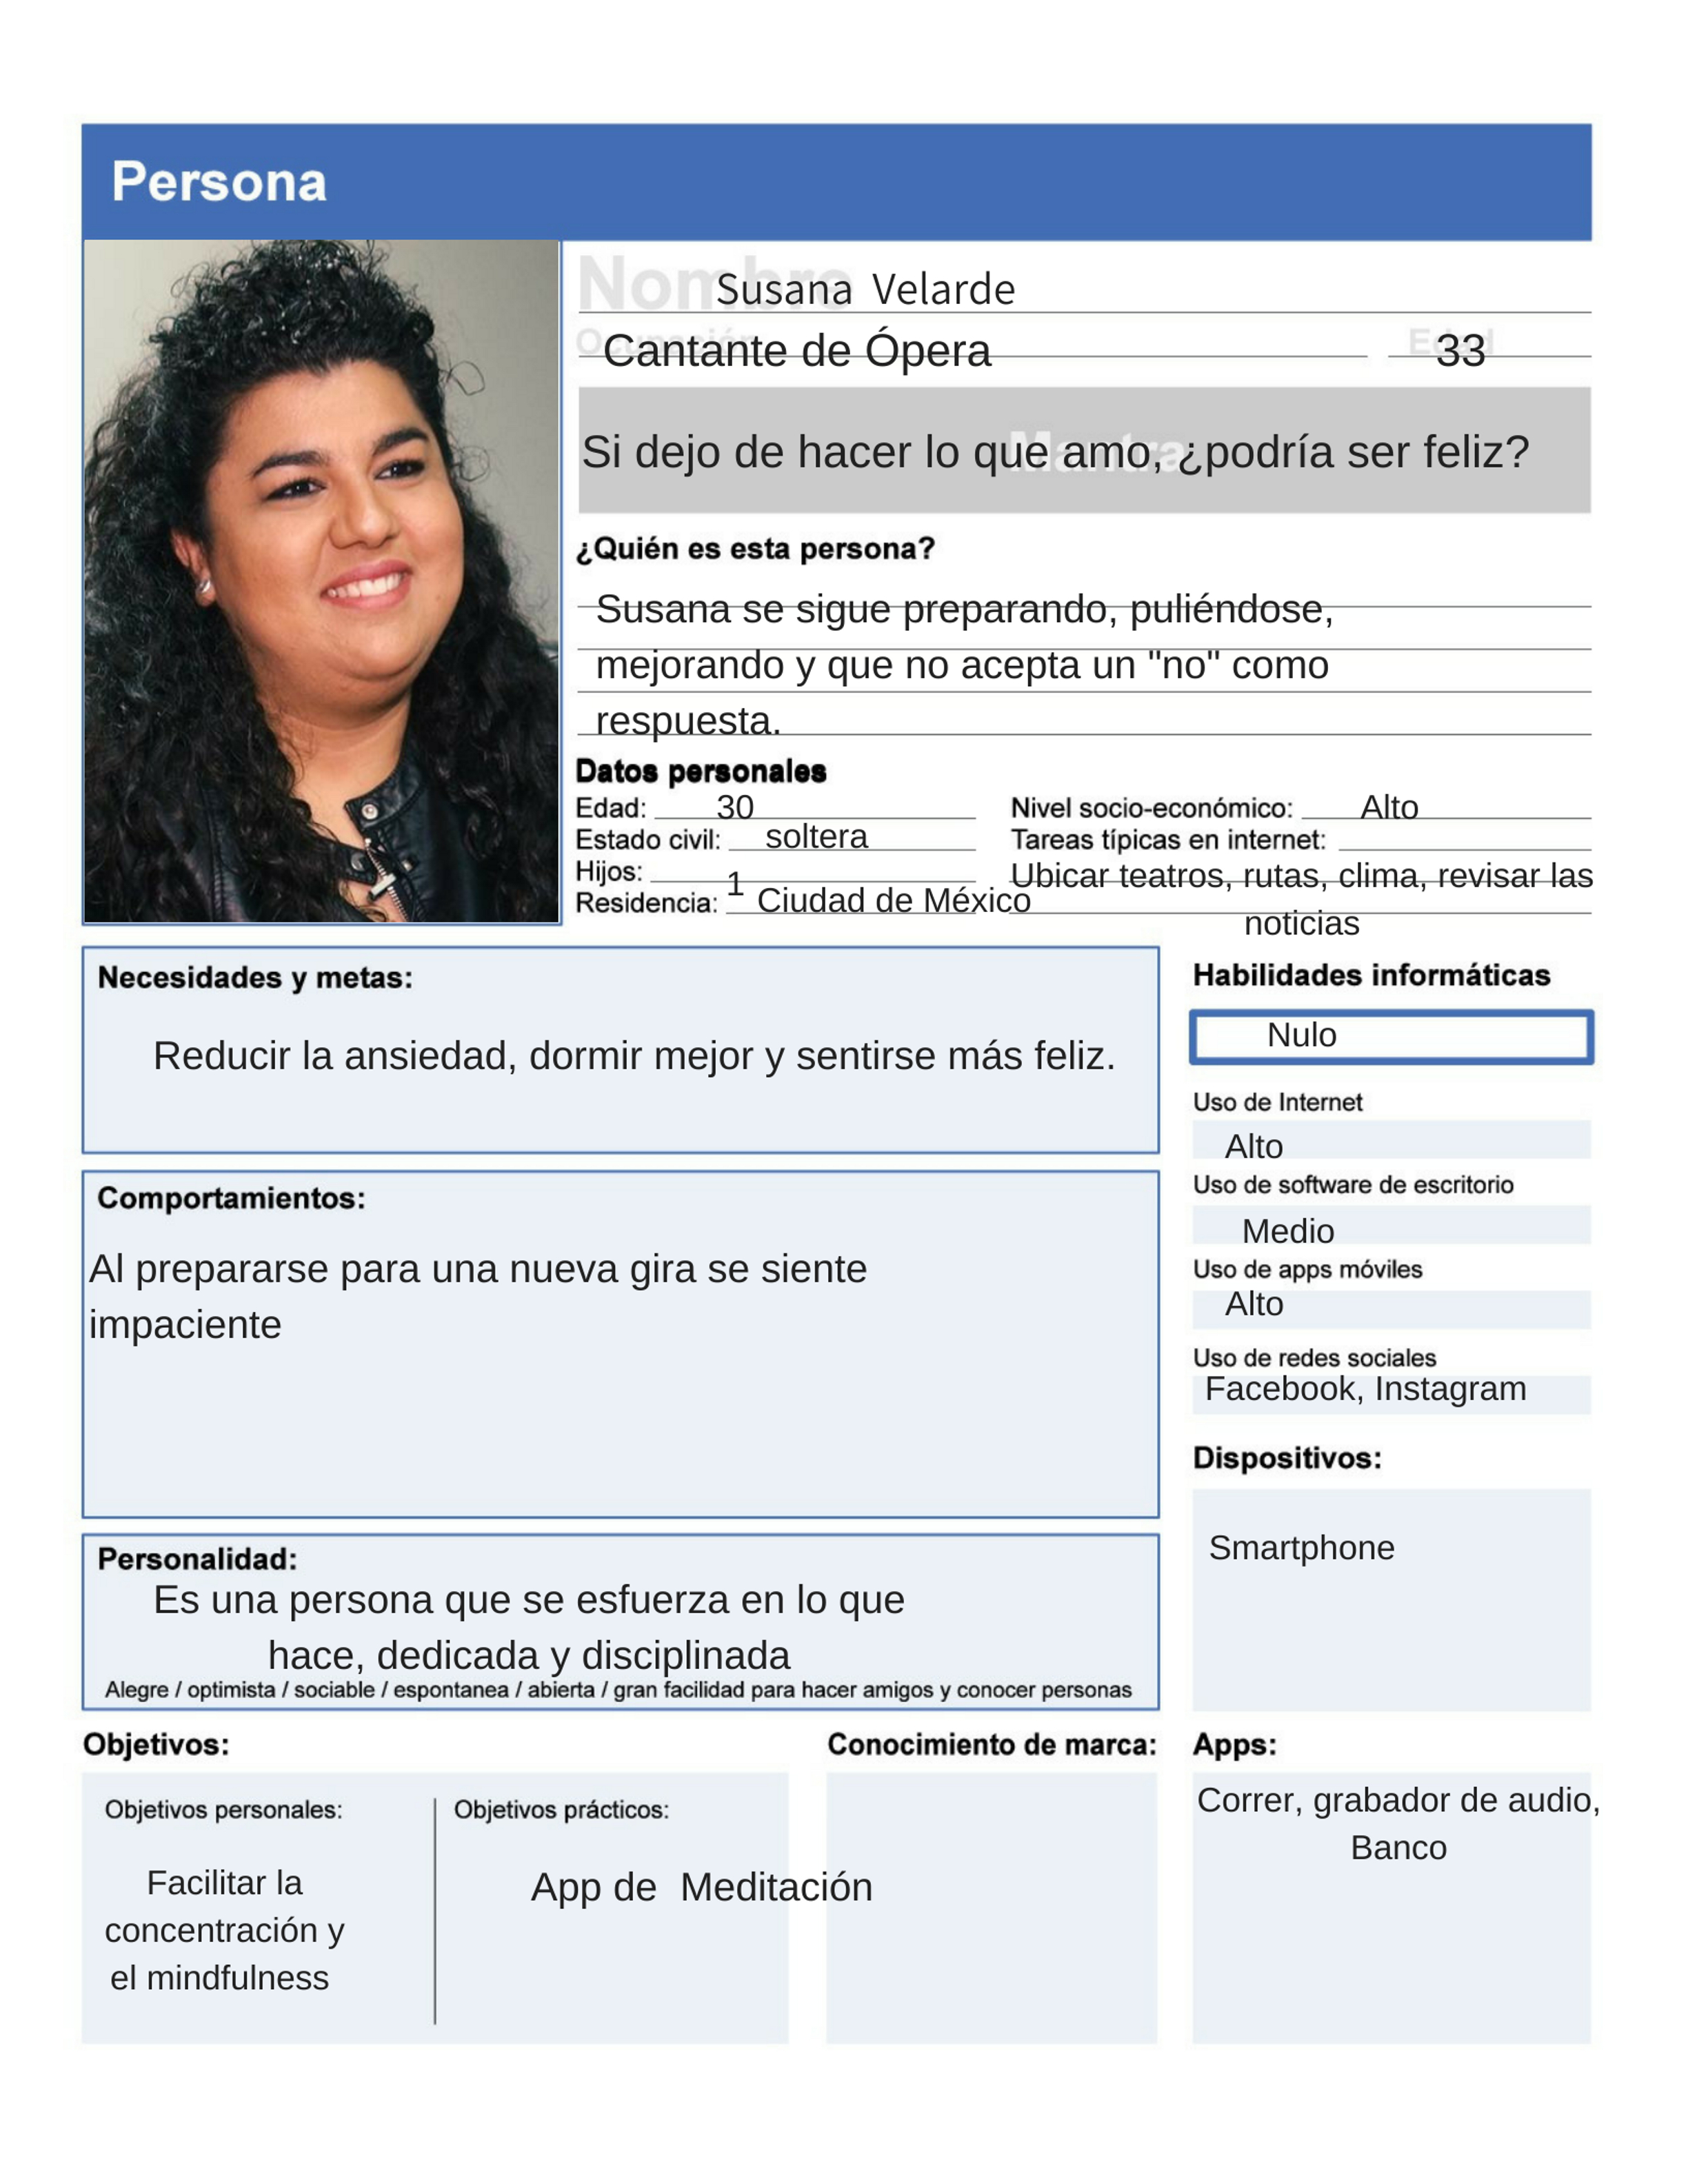 Persona
Nombre
Susana Velarde
Ocupación
Cantante de Ópera
Edad
33
Mantra
Si dejo de hacer lo que amo, ¿podría ser feliz?
¿Quién es esta persona?
Susana se sigue preparando, puliéndose,
mejorando y que no acepta un "no" como
respuesta.
Datos personales
Edad: 30
Estado civil: soltera
Hijos: 1
Residencia: Ciudad de México
Nivel socio-económico: Alto
Tareas típicas en internet:
Ubicar teatros, rutas, clima, revisar las
noticias
Necesidades y metas:
Reducir la ansiedad, dormir mejor y sentirse más feliz.
Comportamientos:
Al prepararse para una nueva gira se siente
impaciente
Personalidad:
Es una persona que se esfuerza en lo que
hace, dedicada y disciplinada
Alegre / optimista / sociable / espontanea / abierta / gran facilidad para hacer amigos y conocer personas
Habilidades informáticas
Nulo
Uso de Internet
Alto
Uso de software de escritorio
Medio
Uso de apps móviles
Alto
Uso de redes sociales
Facebook, Instagram
Dispositivos:
Smartphone
Objetivos:
Objetivos personales:
Facilitar la
concentración y
el mindfulness
Objetivos prácticos:
App de Meditación
Conocimiento de marca:
Apps:
Correr, grabador de audio,
Banco